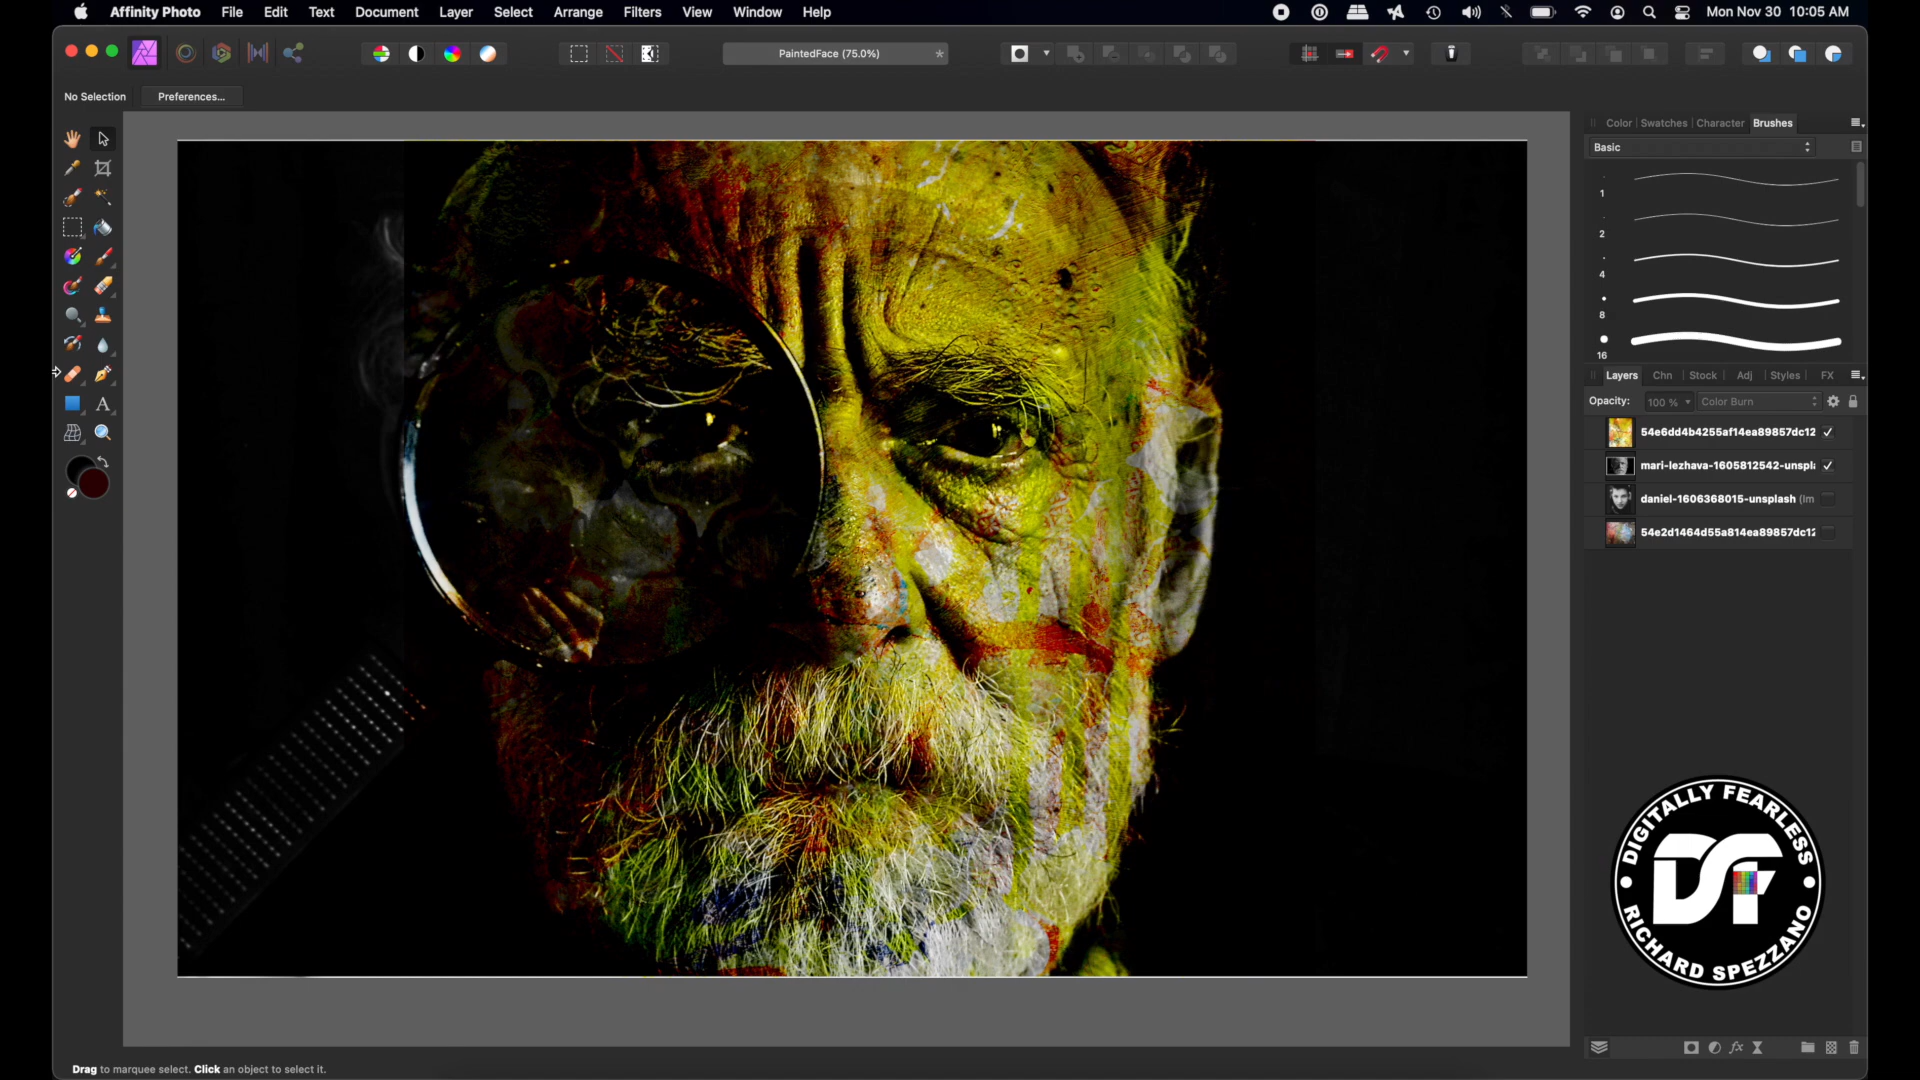 Affinity Photo File Edit Text Document Layer Select Arrange Filters View Window Help Mon Nov 30 10:05 AM
PaintedFace (75.0%)
No Selection Preferences...
Color Swatches Character Brushes
Basic
1
2
4
8
16
Layers Chn Stock Adj Styles FX
Opacity: 100 % Color Burn
54e6dd4b4255af14ea89857dc12
mari-lezhava-1605812542-unspl
daniel-1606368015-unsplash (Im
54e2d1464d55a814ea89857dc12
DIGITALLY FEARLESS
DSF
RICHARD SPEZZANO
Drag to marquee select. Click an object to select it.